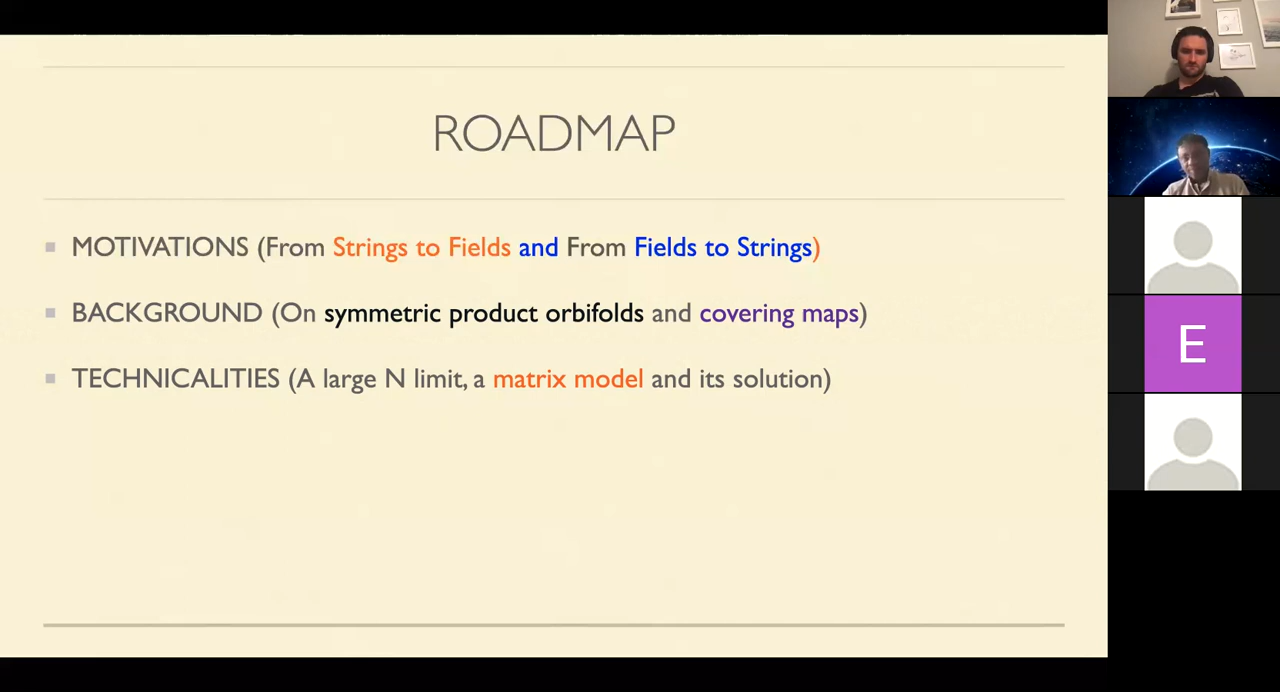 ROADMAP
MOTIVATIONS (From Strings to Fields and From Fields to Strings)
BACKGROUND (On symmetric product orbifolds and covering maps)
TECHNICALITIES (A large N limit, a matrix model and its solution)
E